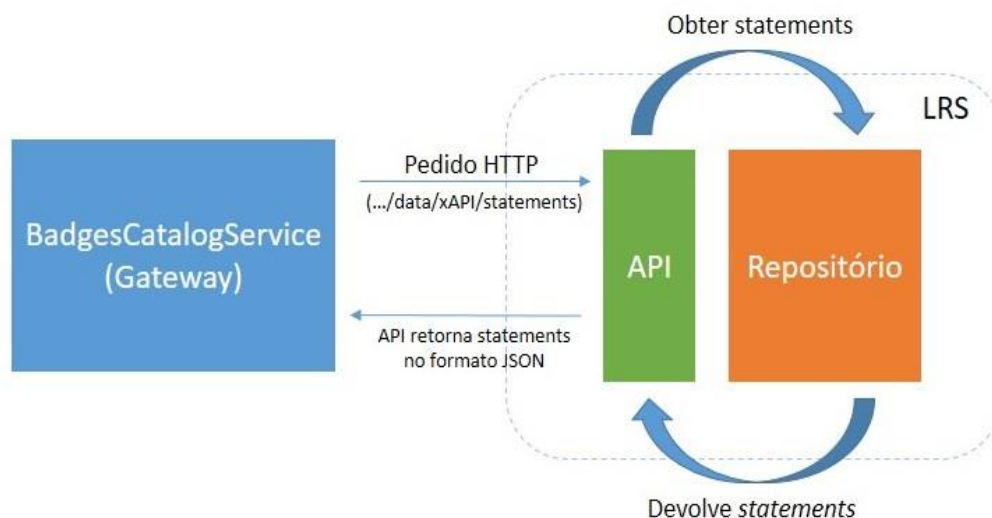 Obter statements
LRS
Pedido HTTP
(.../data/xAPI/statements)
BadgesCatalogService
(Gateway)
API
Repositório
API retorna statements
no formato JSON
Devolve statements